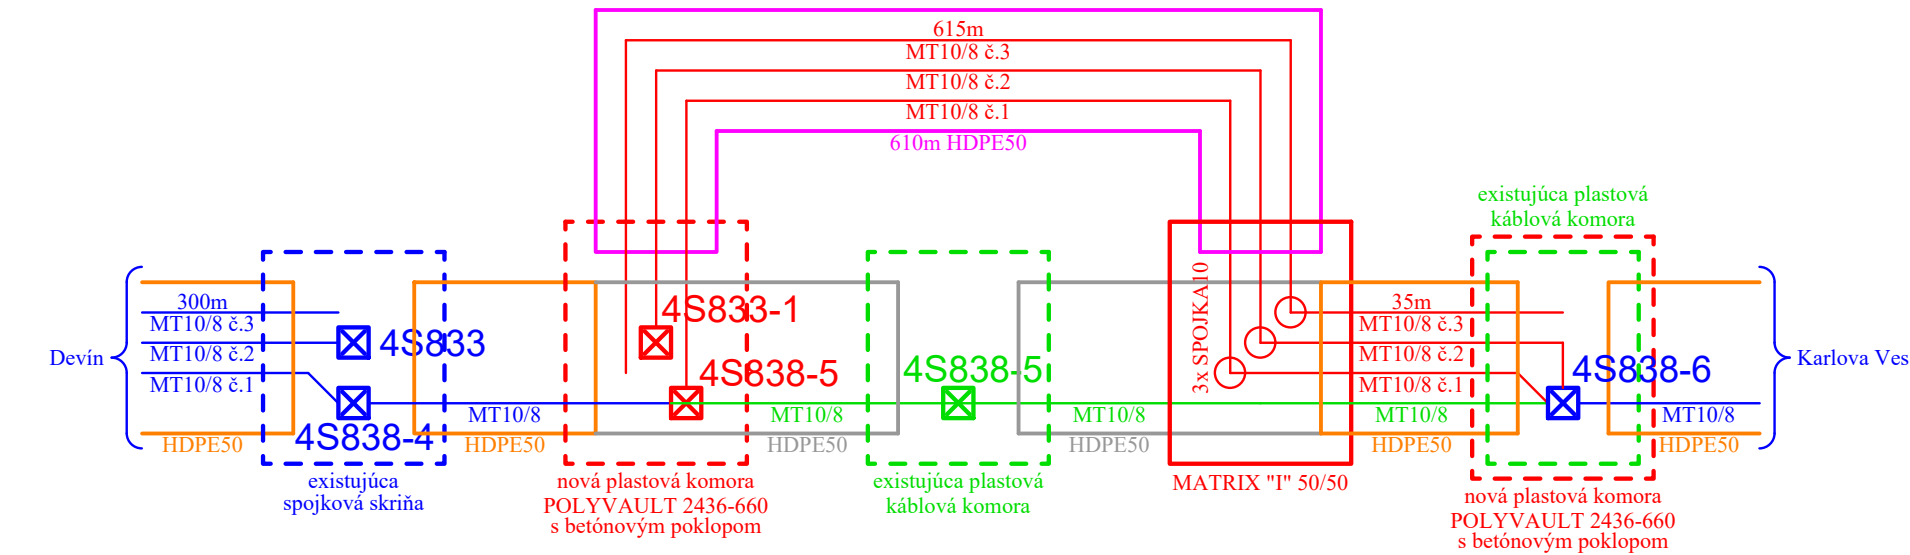 615m
MT10/8 č.3
MT10/8 č.2
MT10/8 č.1
610m HDPE50
existujúca plastová
káblová komora
Devín
300m
MT10/8 č.3
MT10/8 č.2
MT10/8 č.1
HDPE50
4S833
4S838-4
existujúca
spojková skriňa
MT10/8
HDPE50
4S833-1
4S838-5
nová plastová komora
POLYVAULT 2436-660
s betónovým poklopom
MT10/8
HDPE50
4S838-5
existujúca plastová
káblová komora
MT10/8
HDPE50
3x SPOJKA10
MATRIX "I" 50/50
35m
MT10/8 č.3
MT10/8 č.2
MT10/8 č.1
MT10/8
HDPE50
4S838-6
nová plastová komora
POLYVAULT 2436-660
s betónovým poklopom
MT10/8
HDPE50
Karlova Ves